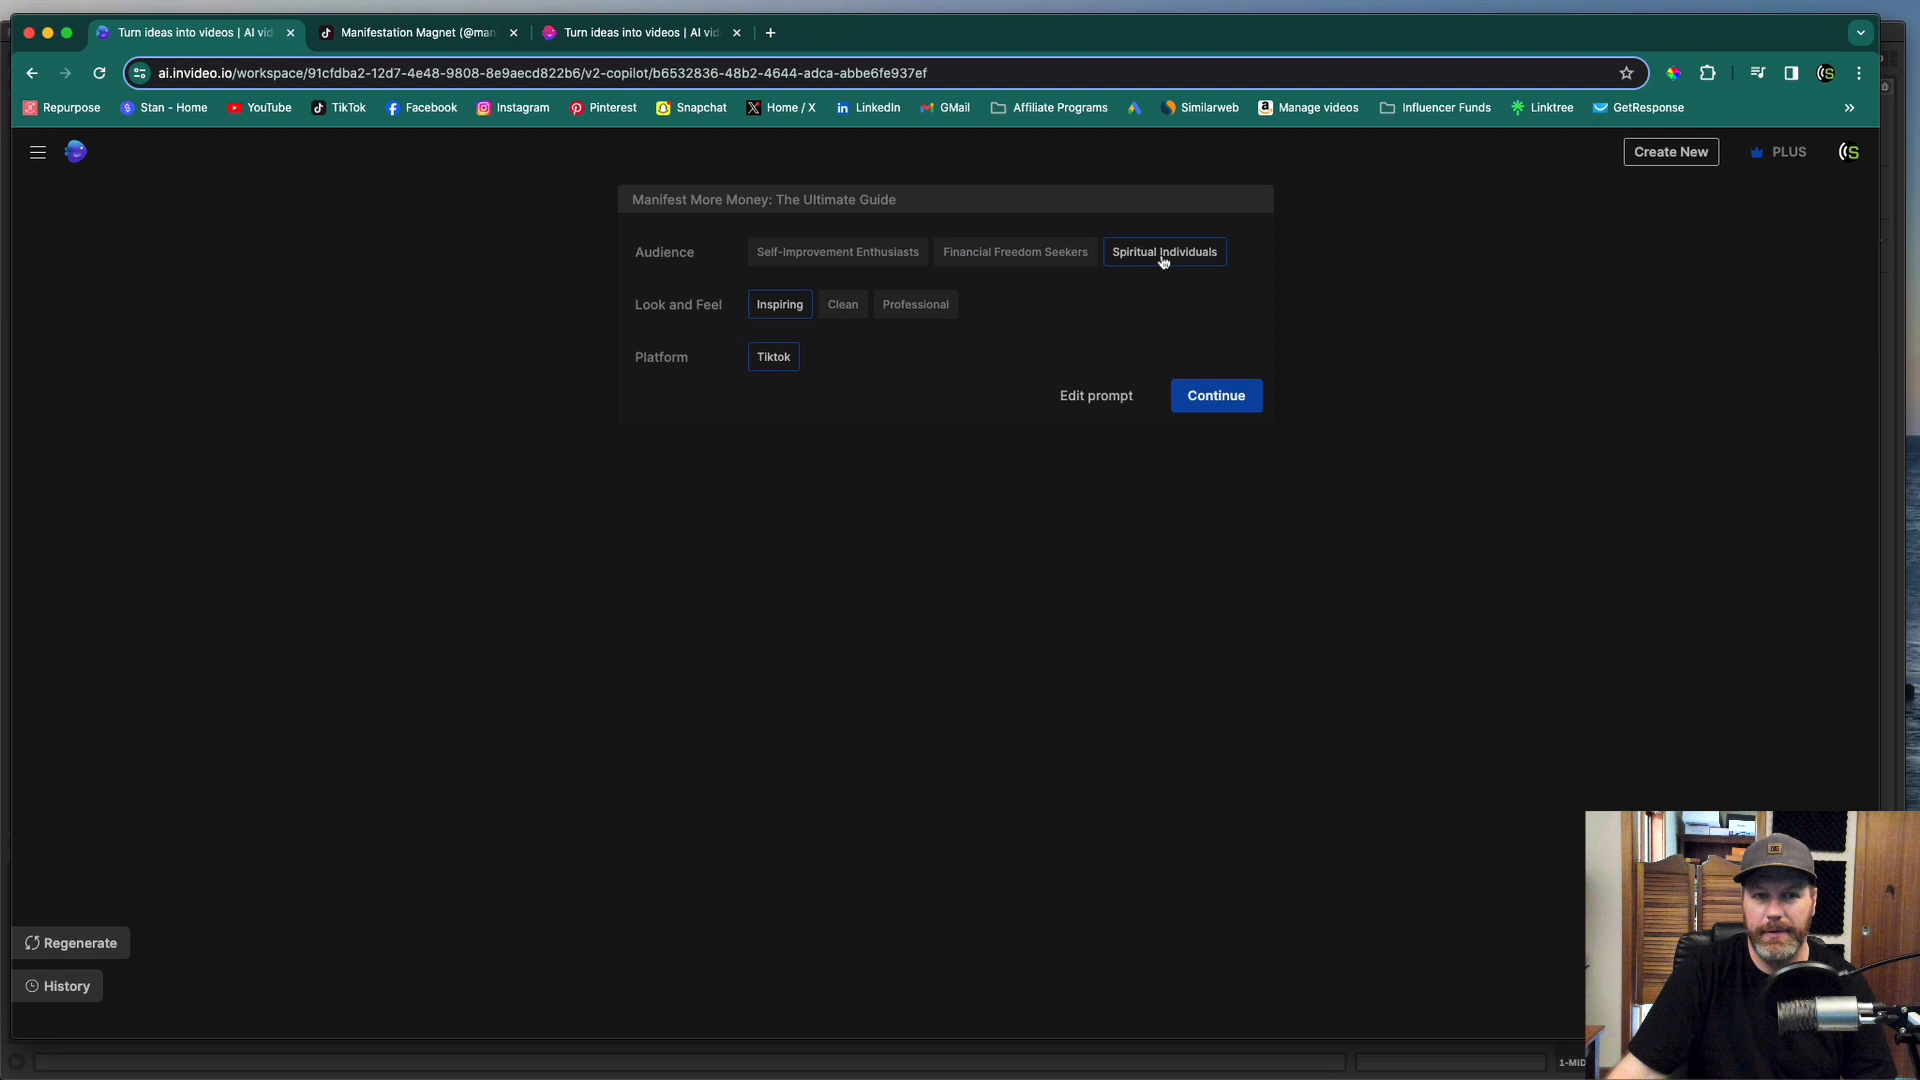 Turn ideas into videos | AI vid
Manifestation Magnet (@man
Turn ideas into videos | AI vid
ai.invideo.io/workspace/91cfdba2-12d7-4e48-9808-8e9aecd822b6/v2-copilot/b6532836-48b2-4644-adca-abbe6fe937ef
Repurpose Stan - Home YouTube TikTok Facebook Instagram Pinterest Snapchat Home / X LinkedIn GMail Affiliate Programs Similarweb Manage videos Influencer Funds Linktree GetResponse
Create New PLUS
Manifest More Money: The Ultimate Guide
Audience Self-Improvement Enthusiasts Financial Freedom Seekers Spiritual Individuals
Look and Feel Inspiring Clean Professional
Platform Tiktok
Edit prompt Continue
Regenerate
History
1-MID